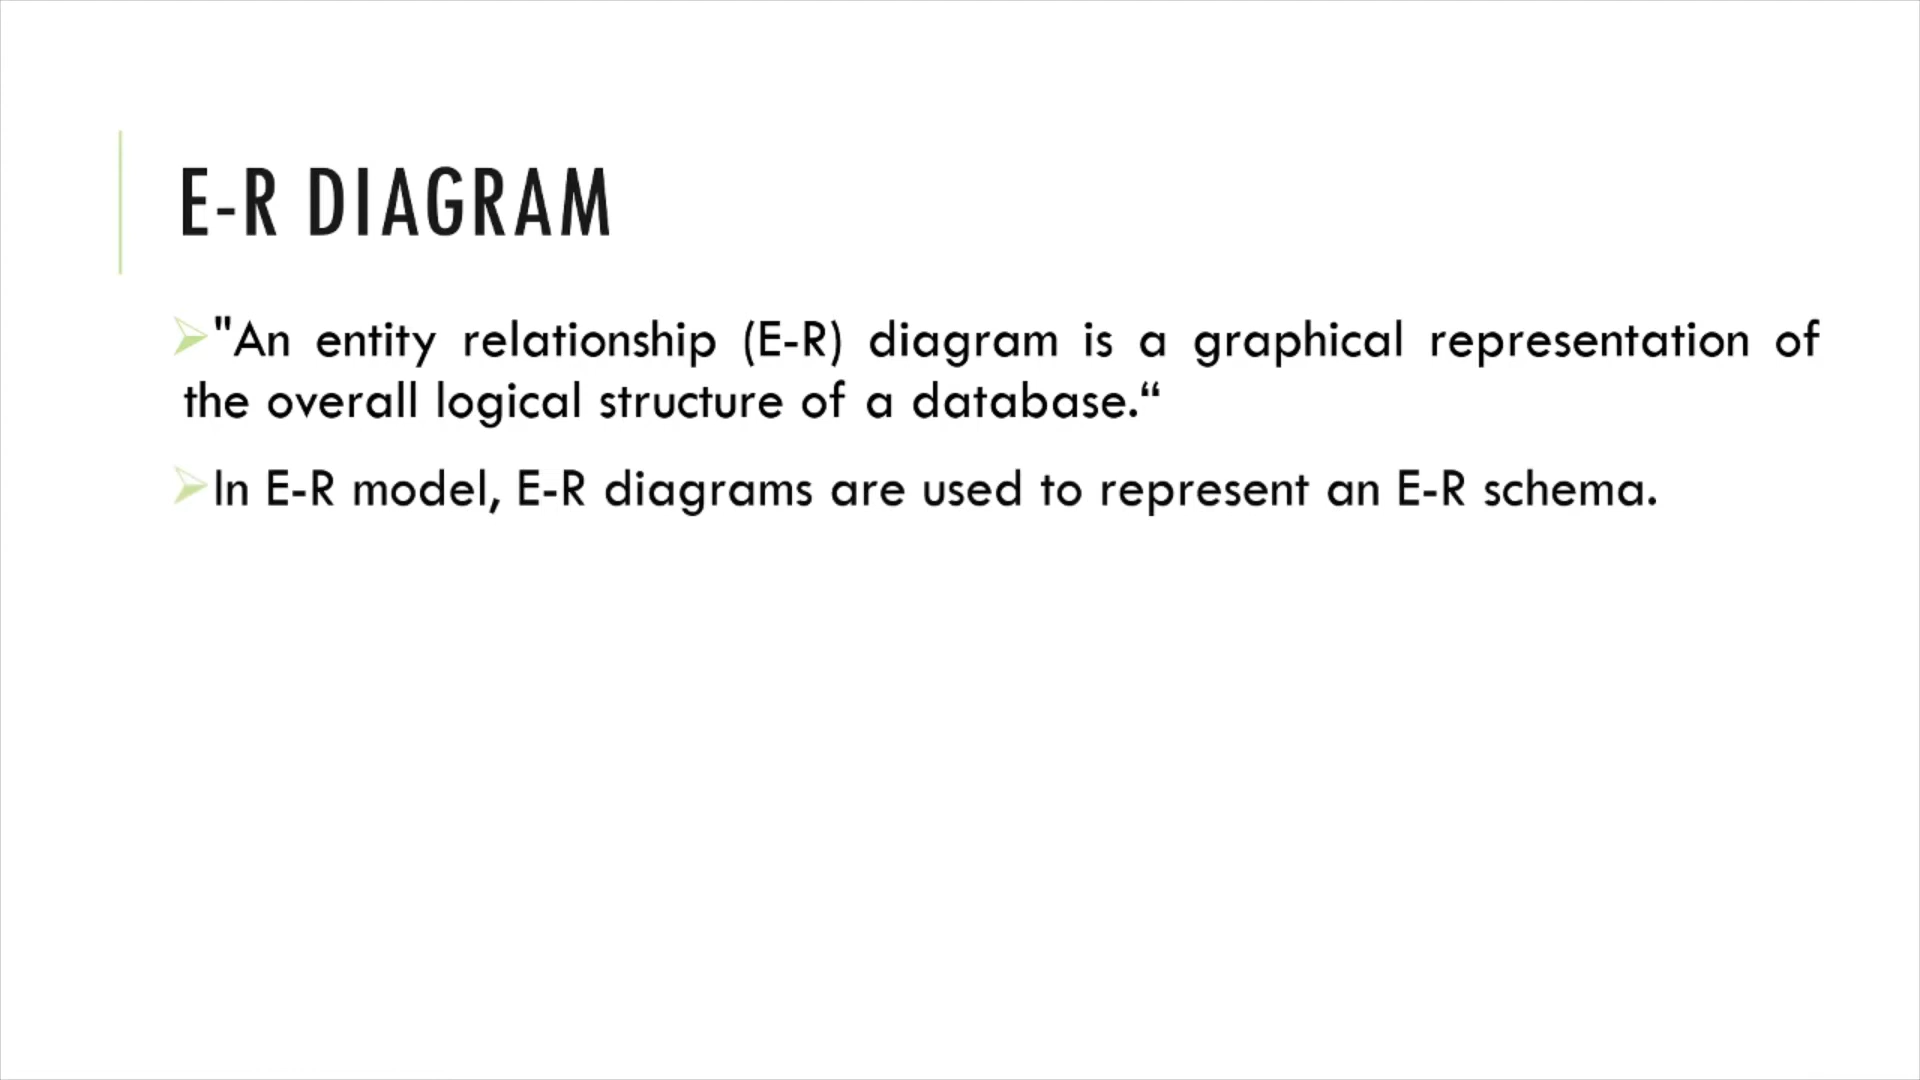 E-R DIAGRAM
"An entity relationship (E-R) diagram is a graphical representation of
the overall logical structure of a database.“
In E-R model, E-R diagrams are used to represent an E-R schema.